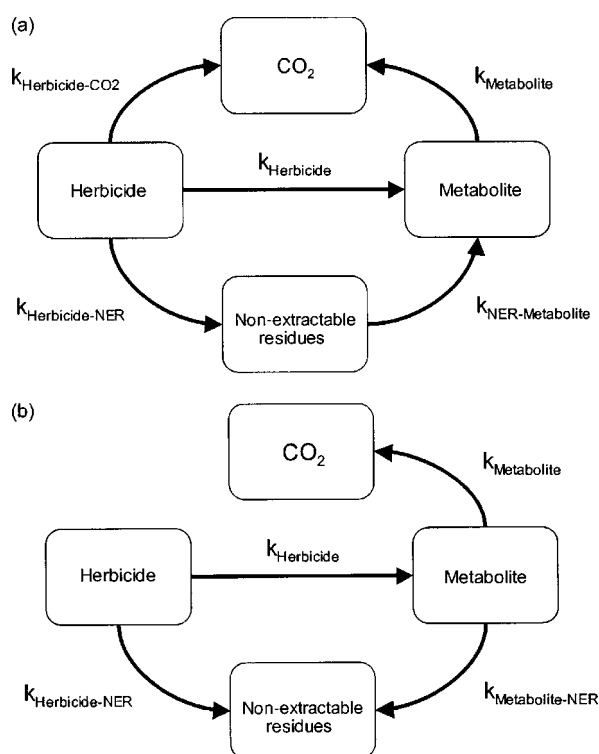 (a)
CO2
kHerbicide-CO2
kMetabolite
kHerbicide
Herbicide
Metabolite
kHerbicide-NER
Non-extractable
residues
kNER-Metabolite
(b)
CO2
kMetabolite
kHerbicide
Herbicide
Metabolite
kHerbicide-NER
Non-extractable
residues
kMetabolite-NER